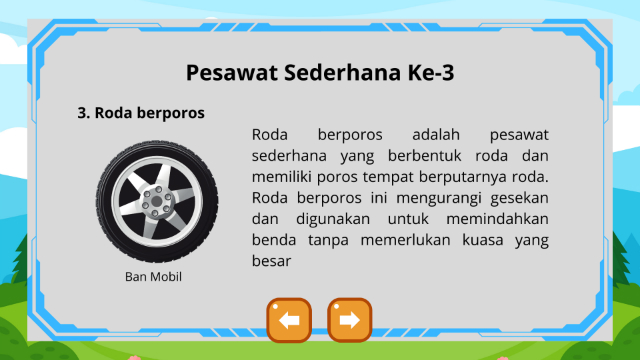 Pesawat Sederhana Ke-3
3. Roda berporos
Roda berporos adalah pesawat
sederhana yang berbentuk roda dan
memiliki poros tempat berputarnya roda.
Roda berporos ini mengurangi gesekan
dan digunakan untuk memindahkan
benda tanpa memerlukan kuasa yang
besar
Ban Mobil